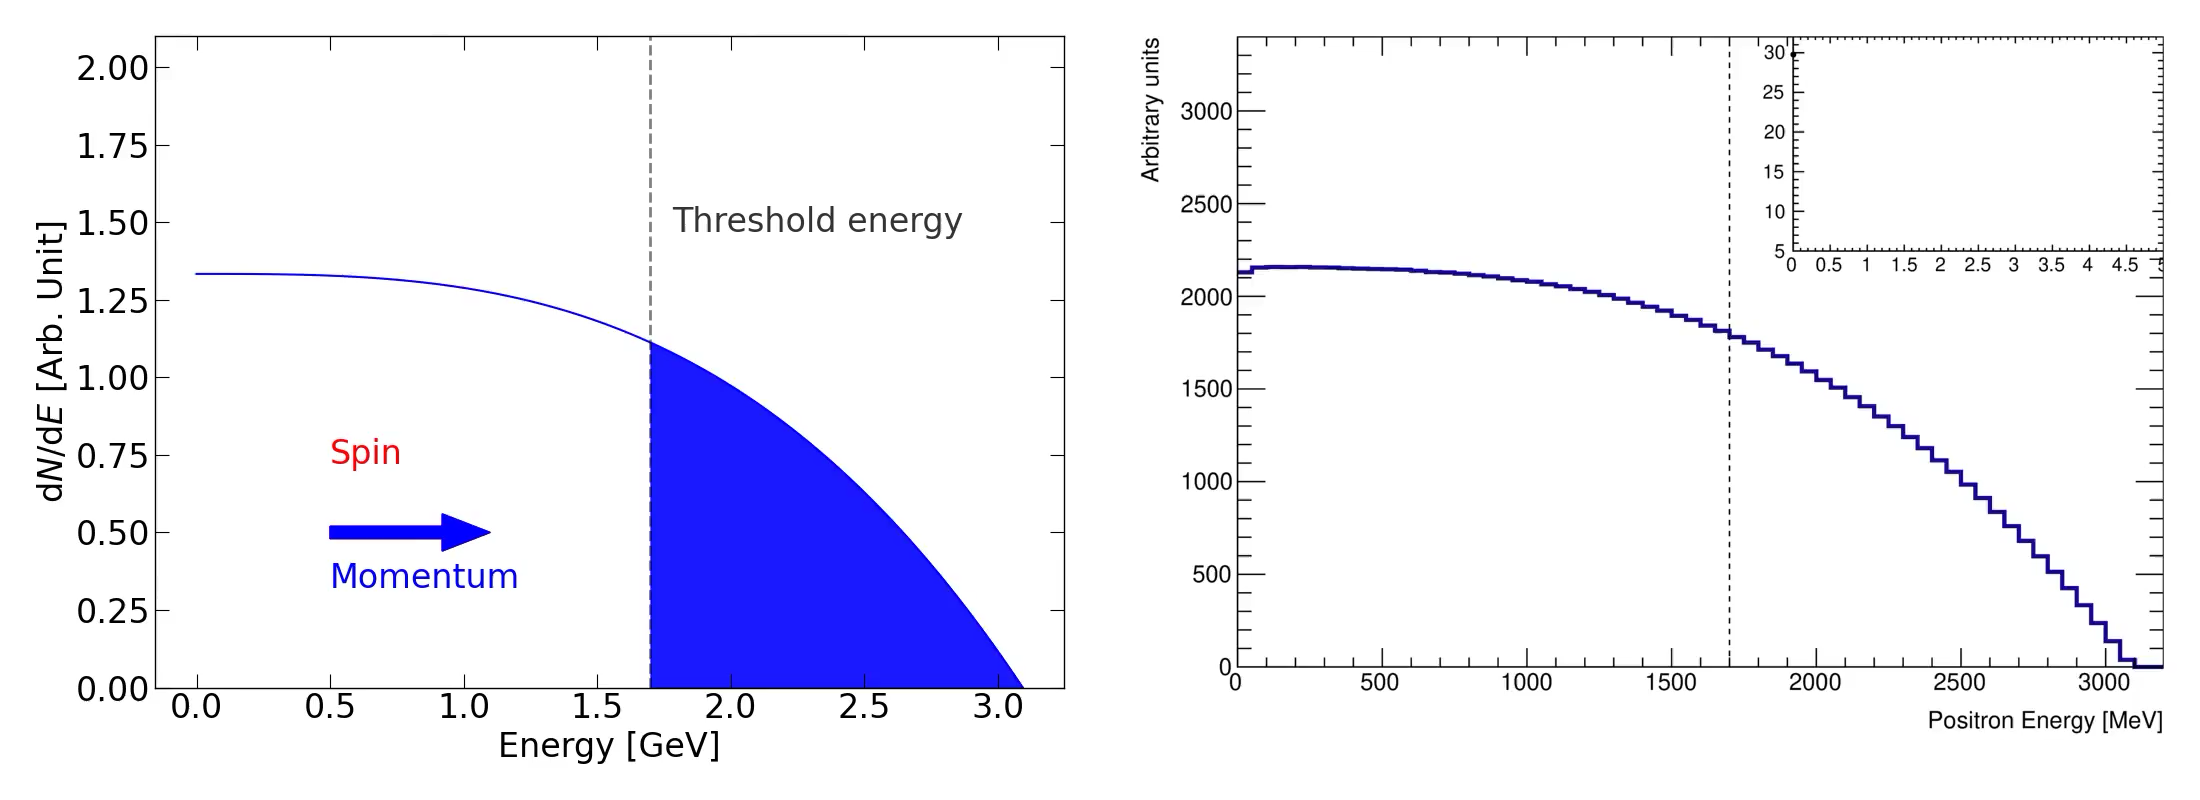 2.00
1.75
1.50
1.25
1.00
0.75
0.50
0.25
0.00
dN/dE [Arb. Unit]
Threshold energy
Spin
Momentum
0.0 0.5 1.0 1.5 2.0 2.5 3.0
Energy [GeV]
Arbitrary units
3000
2500
2000
1500
1000
500
0
0 500 1000 1500 2000 2500 3000
Positron Energy [MeV]
30
25
20
15
10
5
0 0.5 1 1.5 2 2.5 3 3.5 4 4.5